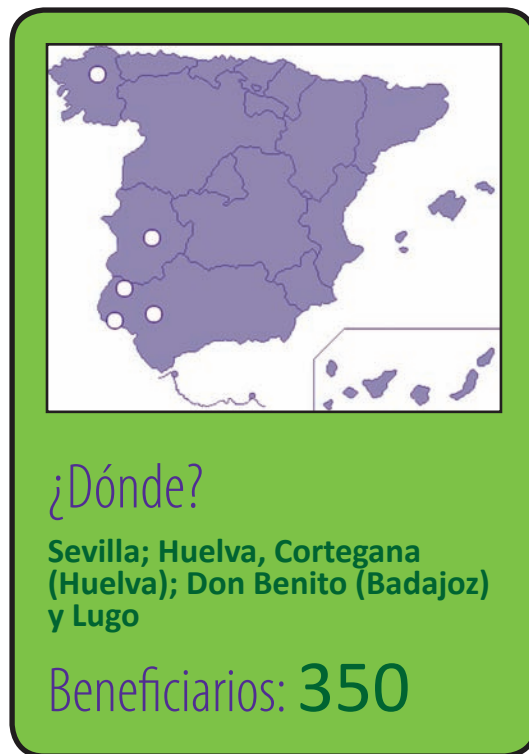 ¿Dónde?
Sevilla; Huelva, Cortegana
(Huelva); Don Benito (Badajoz)
y Lugo
Beneficiarios: 350